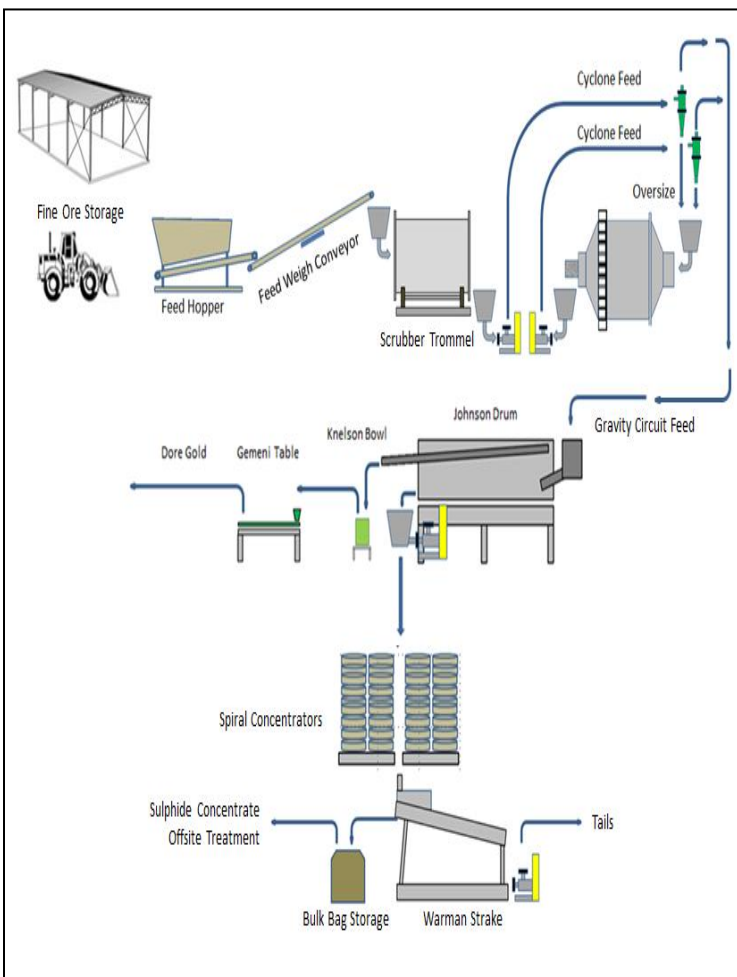 Cyclone Feed
Cyclone Feed
Oversize
Fine Ore Storage
Feed Hopper
Feed Weigh Conveyor
Scrubber Trommel
Gravity Circuit Feed
Johnson Drum
Knelson Bowl
Gemeni Table
Dore Gold
Spiral Concentrators
Sulphide Concentrate
Offsite Treatment
Tails
Bulk Bag Storage
Warman Strake